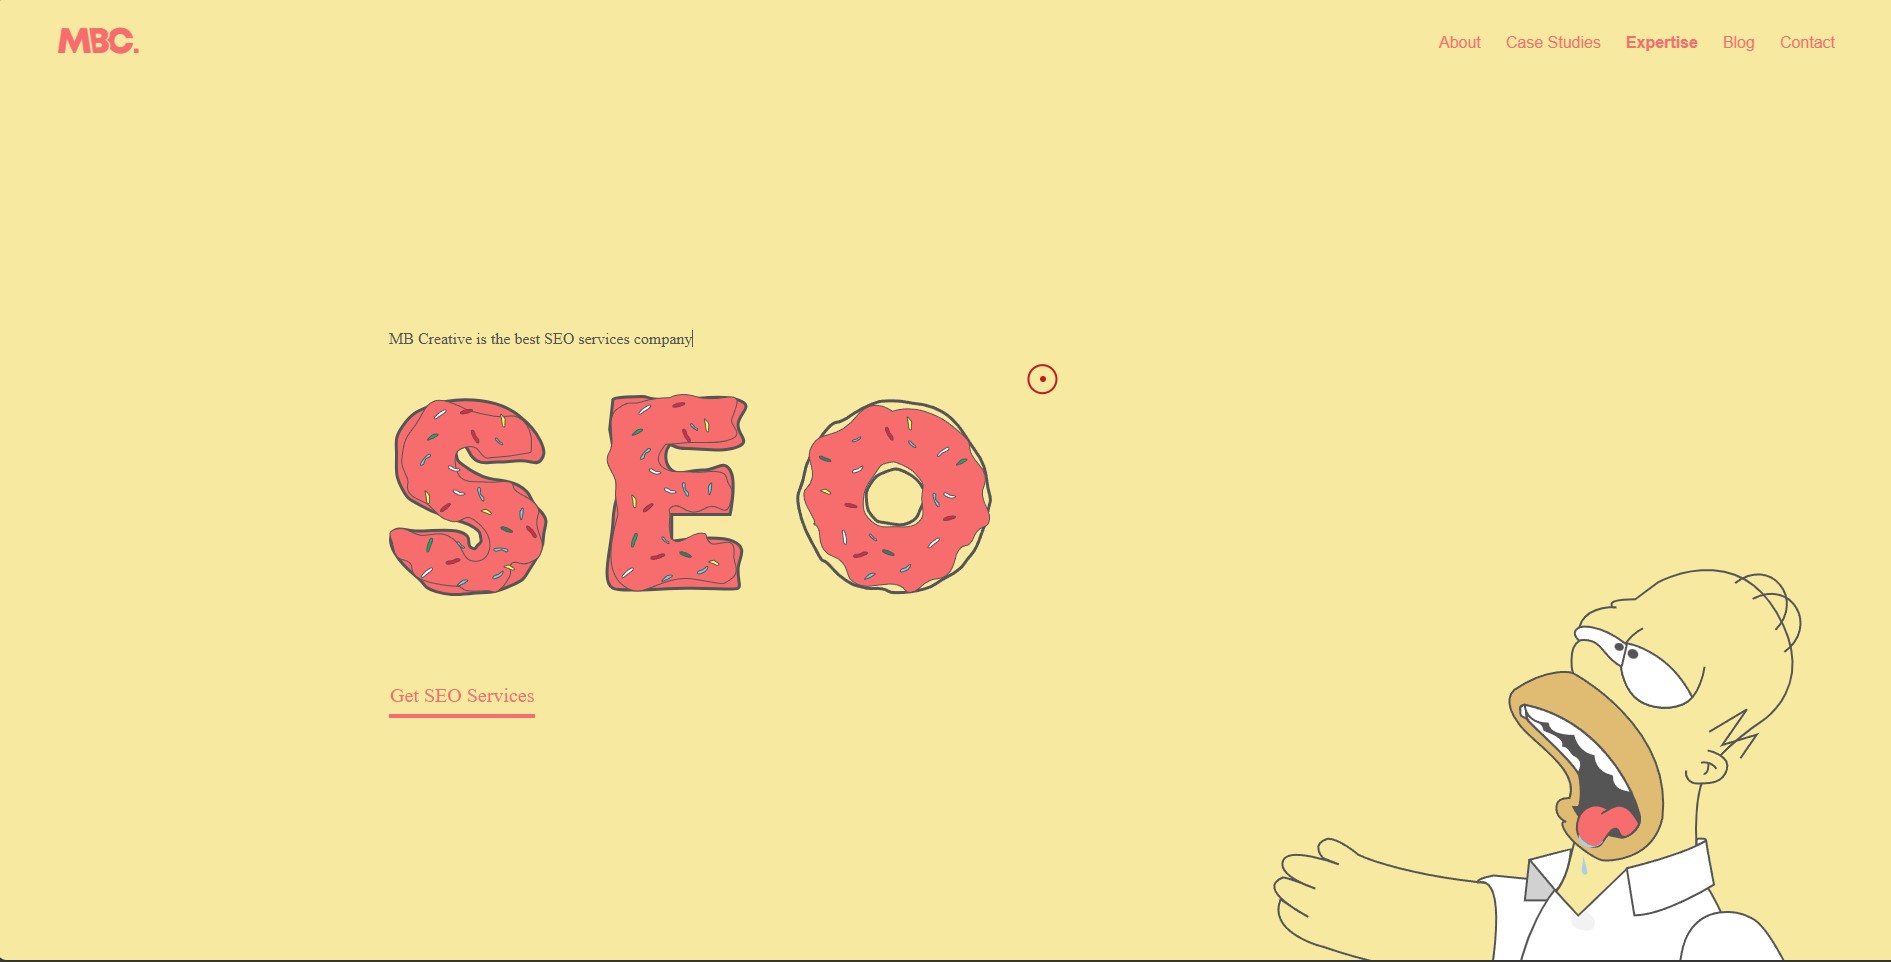 MBC.
About Case Studies Expertise Blog Contact
MB Creative is the best SEO services company
SEO
Get SEO Services